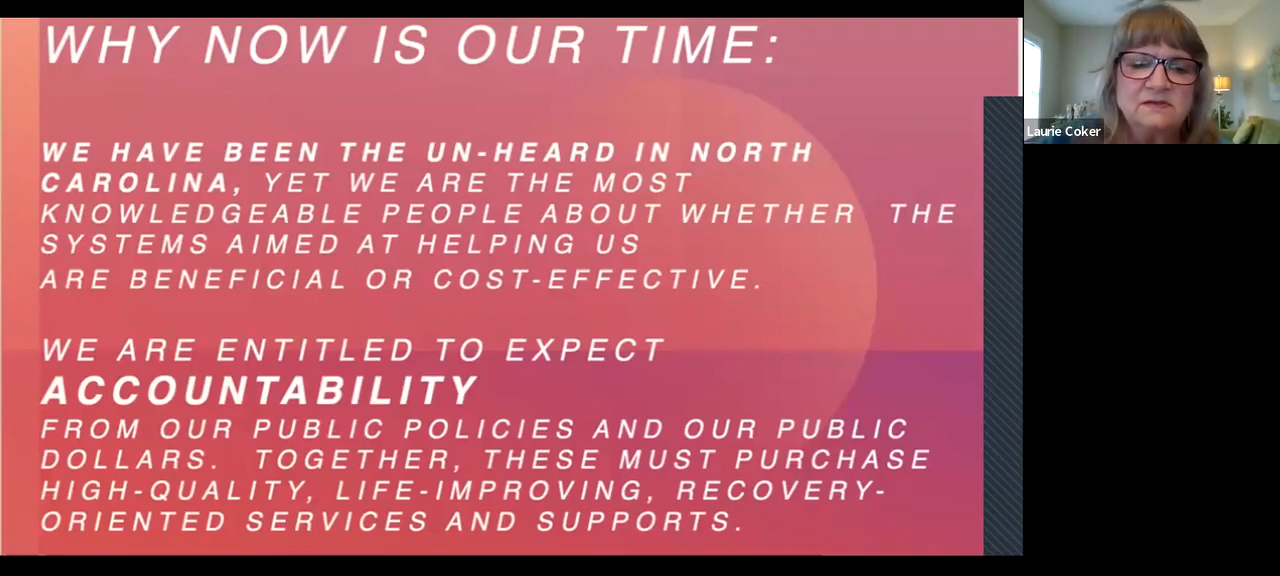 WHY NOW IS OUR TIME:
WE HAVE BEEN THE UN-HEARD IN NORTH
CAROLINA, YET WE ARE THE MOST
KNOWLEDGEABLE PEOPLE ABOUT WHETHER THE
SYSTEMS AIMED AT HELPING US
ARE BENEFICIAL OR COST-EFFECTIVE.
WE ARE ENTITLED TO EXPECT
ACCOUNTABILITY
FROM OUR PUBLIC POLICIES AND OUR PUBLIC
DOLLARS. TOGETHER, THESE MUST PURCHASE
HIGH-QUALITY, LIFE-IMPROVING, RECOVERY-
ORIENTED SERVICES AND SUPPORTS.
Laurie Coker